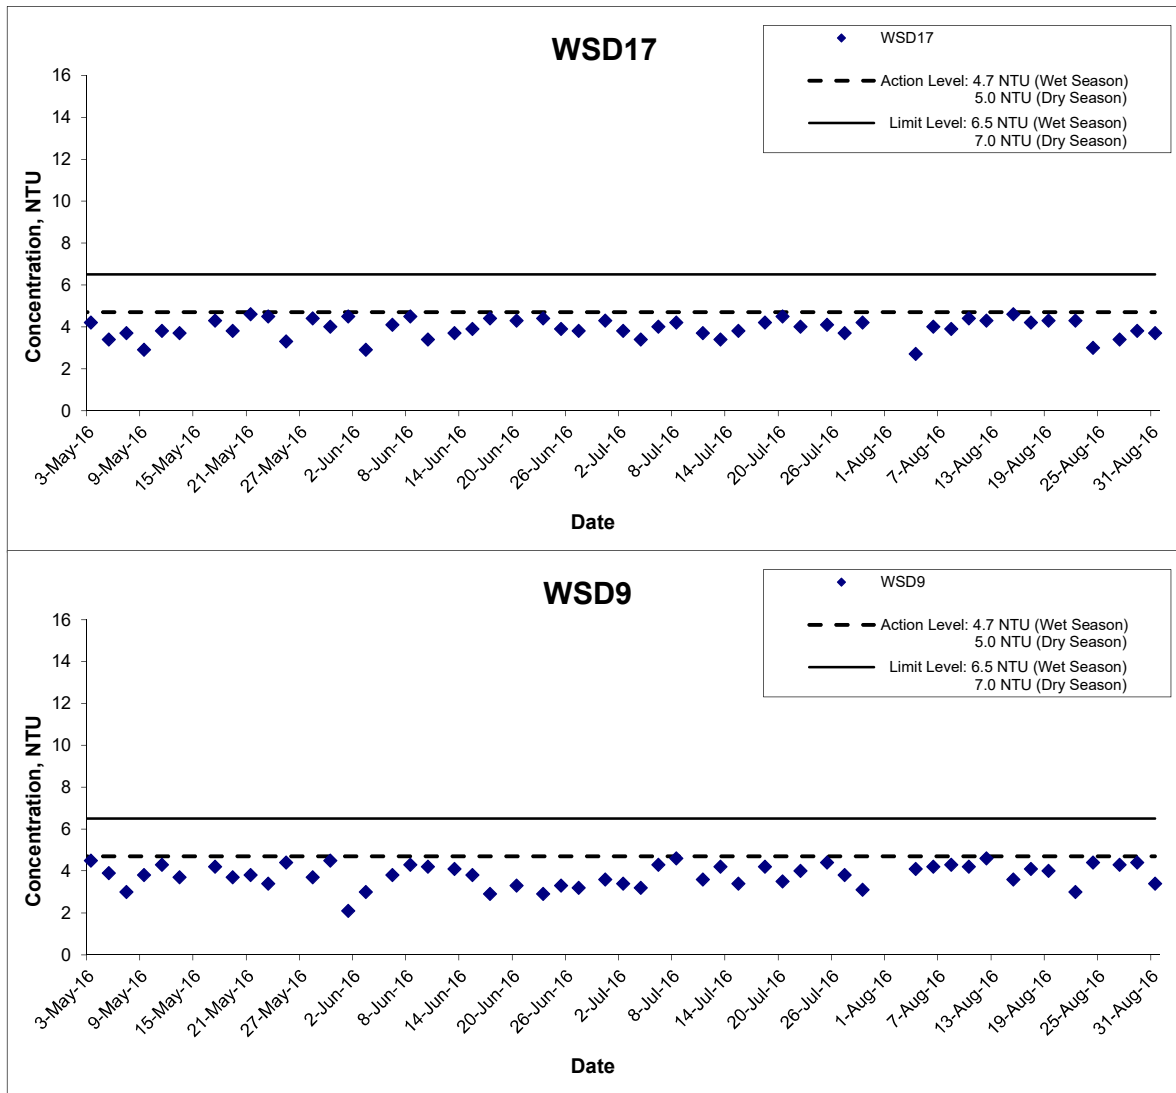 WSD17
WSD17
Action Level: 4.7 NTU (Wet Season)
5.0 NTU (Dry Season)
Limit Level: 6.5 NTU (Wet Season)
7.0 NTU (Dry Season)
Concentration, NTU
16
14
12
10
8
6
4
2
0
3-May-16
9-May-16
15-May-16
21-May-16
27-May-16
2-Jun-16
8-Jun-16
14-Jun-16
20-Jun-16
26-Jun-16
2-Jul-16
8-Jul-16
14-Jul-16
20-Jul-16
26-Jul-16
1-Aug-16
7-Aug-16
13-Aug-16
19-Aug-16
25-Aug-16
31-Aug-16
Date
WSD9
WSD9
Action Level: 4.7 NTU (Wet Season)
5.0 NTU (Dry Season)
Limit Level: 6.5 NTU (Wet Season)
7.0 NTU (Dry Season)
Concentration, NTU
16
14
12
10
8
6
4
2
0
3-May-16
9-May-16
15-May-16
21-May-16
27-May-16
2-Jun-16
8-Jun-16
14-Jun-16
20-Jun-16
26-Jun-16
2-Jul-16
8-Jul-16
14-Jul-16
20-Jul-16
26-Jul-16
1-Aug-16
7-Aug-16
13-Aug-16
19-Aug-16
25-Aug-16
31-Aug-16
Date